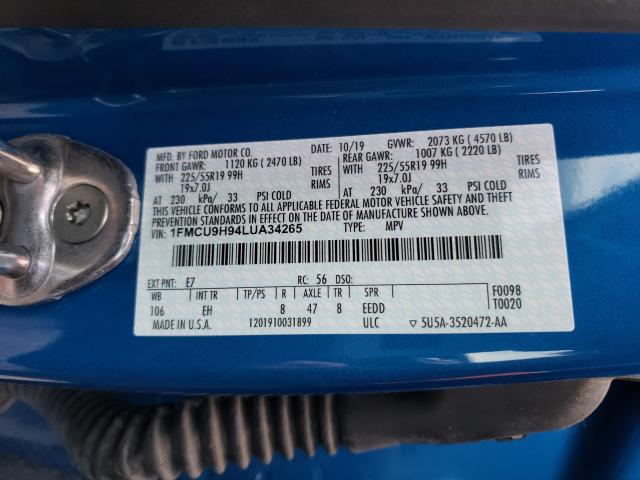 MFD. BY FORD MOTOR CO. DATE: 10/19 GVWR: 2073 KG (4570 LB)
FRONT GAWR: 1120 KG (2470 LB) REAR GAWR: 1007 KG (2220 LB)
WITH 225/55R19 99H TIRES WITH 225/55R19 99H TIRES
19x7.0J RIMS 19x7.0J RIMS
AT 230 kPa/ 33 PSI COLD AT 230 kPa/ 33 PSI COLD
THIS VEHICLE CONFORMS TO ALL APPLICABLE FEDERAL MOTOR VEHICLE SAFETY AND THEFT
PREVENTION STANDARDS IN EFFECT ON THE DATE OF MANUFACTURE SHOWN ABOVE.
VIN: 1FMCU9H94LUA34265 TYPE: MPV
EXT PNT: E7 RC: 56 DSO: F0098
WB INT TR TP/PS R AXLE TR SPR T0020
106 EH 8 47 8 EEDD
MADE IN U.S.A. 1201910031899 ULC ▽ 5U5A-3520472-AA